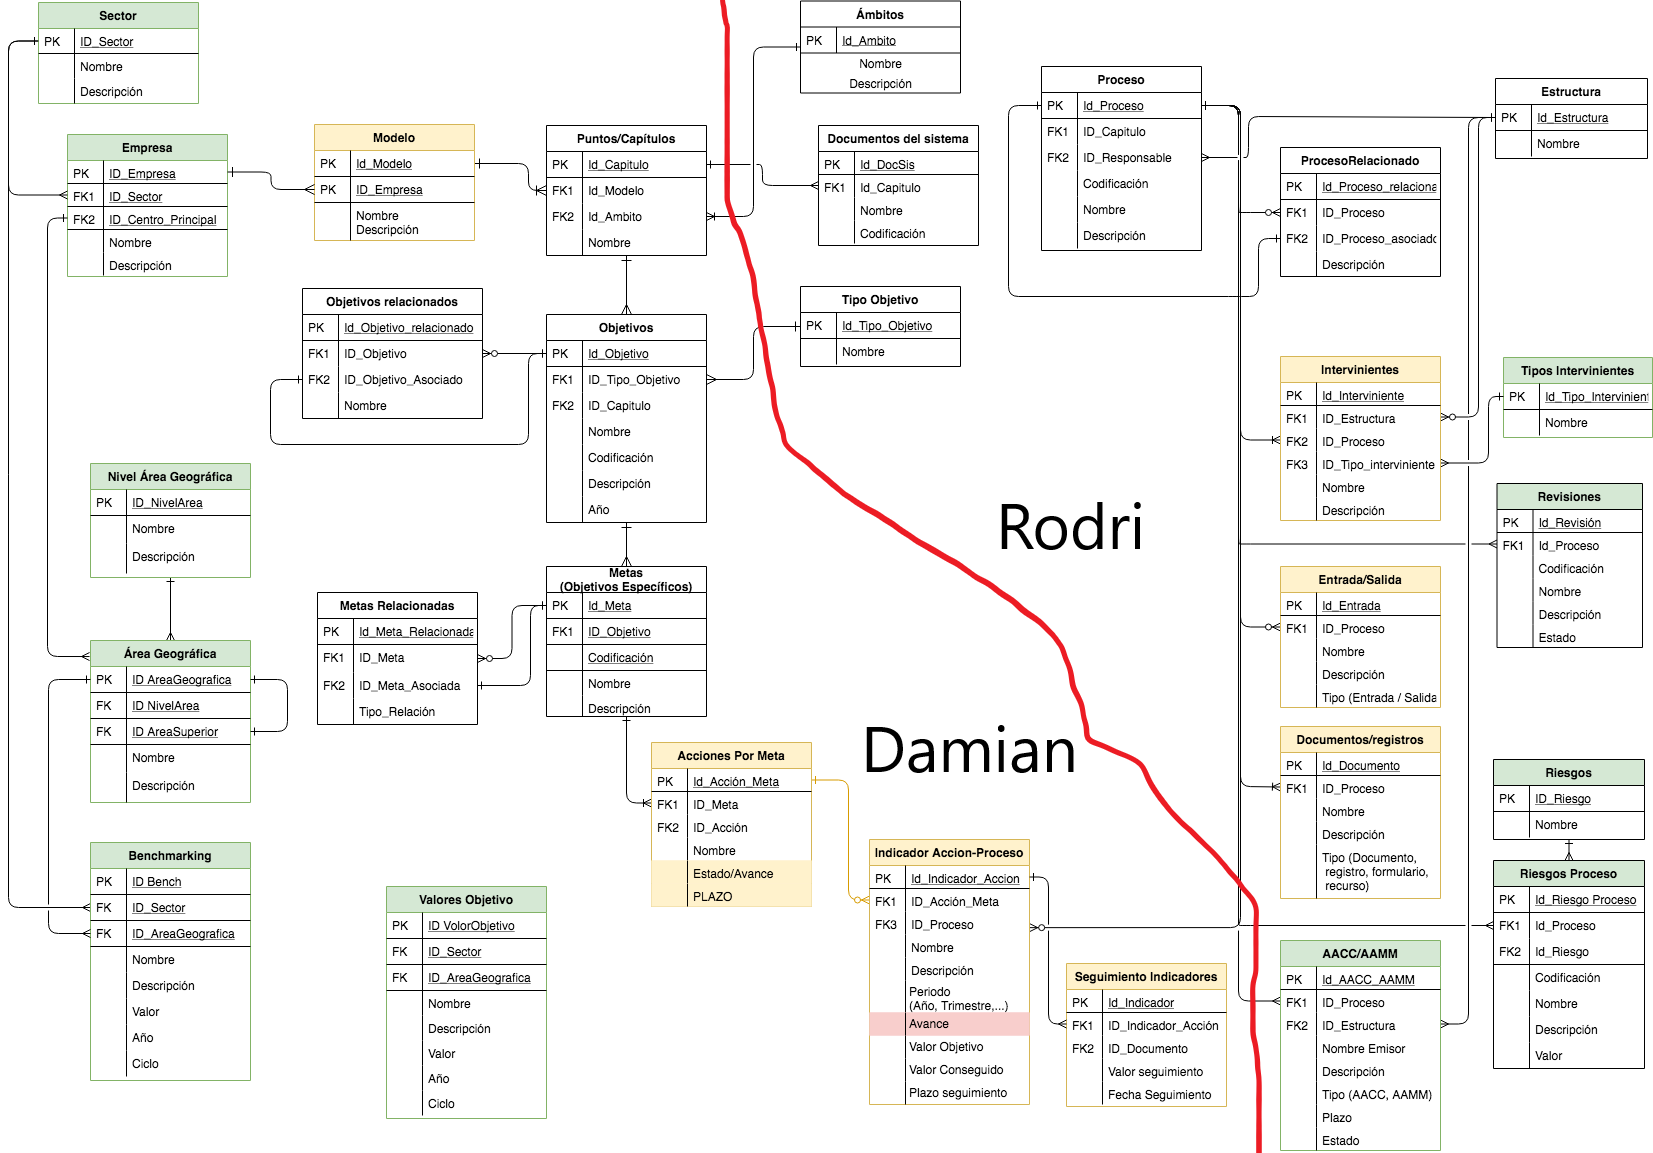 Sector
PK ID_Sector
Nombre
Descripción
Empresa
PK ID_Empresa
FK1 ID_Sector
FK2 ID_Centro_Principal
Nombre
Descripción
Modelo
PK Id_Modelo
PK ID_Empresa
Nombre
Descripción
Puntos/Capítulos
PK Id_Capitulo
FK1 Id_Modelo
FK2 Id_Ambito
Nombre
Ámbitos
PK Id_Ambito
Nombre
Descripción
Documentos del sistema
PK Id_DocSis
FK1 Id_Capitulo
Nombre
Codificación
Objetivos relacionados
PK Id_Objetivo_relacionado
FK1 ID_Objetivo
FK2 ID_Objetivo_Asociado
Nombre
Objetivos
PK Id_Objetivo
FK1 ID_Tipo_Objetivo
FK2 ID_Capitulo
Nombre
Codificación
Descripción
Año
Tipo Objetivo
PK Id_Tipo_Objetivo
Nombre
Nivel Área Geográfica
PK ID_NivelArea
Nombre
Descripción
Área Geográfica
PK ID AreaGeografica
FK ID NivelArea
FK ID AreaSuperior
Nombre
Descripción
Benchmarking
PK ID Bench
FK ID_Sector
FK ID_AreaGeografica
Nombre
Descripción
Valor
Año
Ciclo
Metas Relacionadas
PK Id_Meta_Relacionada
FK1 ID_Meta
FK2 ID_Meta_Asociada
Tipo_Relación
Metas
(Objetivos Específicos)
PK Id_Meta
FK1 ID_Objetivo
Codificación
Nombre
Descripción
Acciones Por Meta
PK Id_Acción_Meta
FK1 ID_Meta
FK2 ID_Acción
Nombre
Estado/Avance
PLAZO
Valores Objetivo
PK ID VolorObjetivo
FK ID_Sector
FK ID_AreaGeografica
Nombre
Descripción
Valor
Año
Ciclo
Indicador Accion-Proceso
PK Id_Indicador_Accion
FK1 ID_Acción_Meta
FK3 ID_Proceso
Nombre
Descripción
Periodo
(Año, Trimestre,...)
Avance
Valor Objetivo
Valor Conseguido
Plazo seguimiento
Seguimiento Indicadores
PK Id_Indicador
FK1 ID_Indicador_Acción
FK2 ID_Documento
Valor seguimiento
Fecha Seguimiento
Damian
Rodri
Proceso
PK Id_Proceso
FK1 ID_Capitulo
FK2 ID_Responsable
Codificación
Nombre
Descripción
Estructura
PK Id_Estructura
Nombre
ProcesoRelacionado
PK Id_Proceso_relaciona
FK1 ID_Proceso
FK2 ID_Proceso_asociado
Descripción
Intervinientes
PK Id_Interviniente
FK1 ID_Estructura
FK2 ID_Proceso
FK3 ID_Tipo_interviniente
Nombre
Descripción
Tipos Intervinientes
PK Id_Tipo_Intervinient
Nombre
Revisiones
PK Id_Revisión
FK1 Id_Proceso
Codificación
Nombre
Descripción
Estado
Entrada/Salida
PK Id_Entrada
FK1 ID_Proceso
Nombre
Descripción
Tipo (Entrada / Salida
Documentos/registros
PK Id_Documento
FK1 ID_Proceso
Nombre
Descripción
Tipo (Documento,
registro, formulario,
recurso)
Riesgos
PK ID_Riesgo
Nombre
Riesgos Proceso
PK Id_Riesgo Proceso
FK1 Id_Proceso
FK2 Id_Riesgo
Codificación
Nombre
Descripción
Valor
AACC/AAMM
PK Id_AACC_AAMM
FK1 ID_Proceso
FK2 ID_Estructura
Nombre Emisor
Descripción
Tipo (AACC, AAMM)
Plazo
Estado